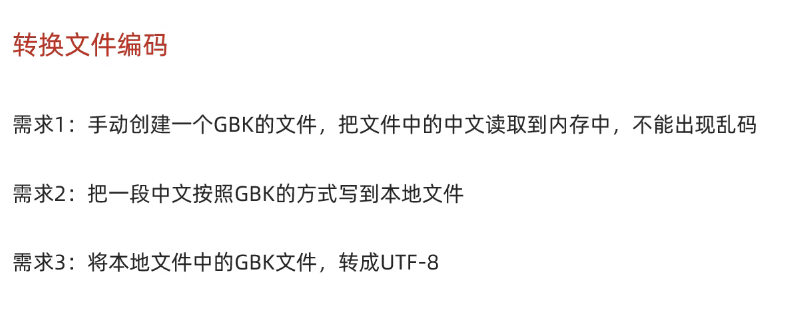 转换文件编码
需求1：手动创建一个GBK的文件，把文件中的中文读取到内存中，不能出现乱码
需求2：把一段中文按照GBK的方式写到本地文件
需求3：将本地文件中的GBK文件，转成UTF-8